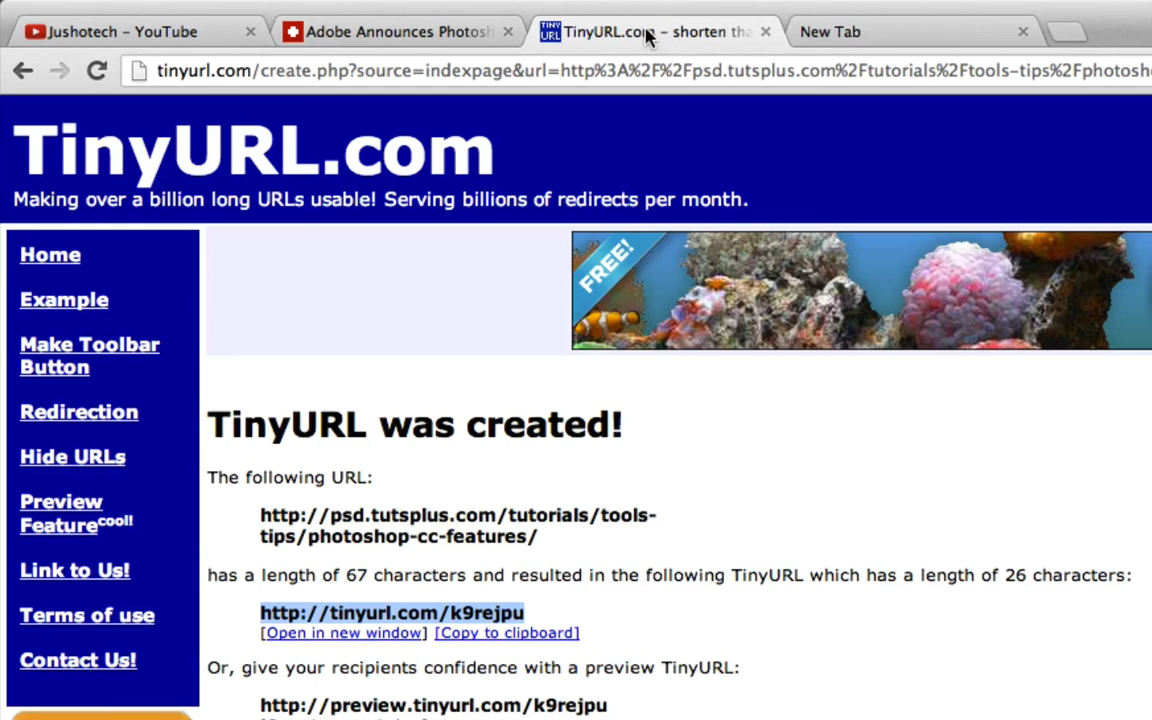 Jushotech – YouTube
Adobe Announces Photosh
TINY URL
TinyURL.com – shorten tha
New Tab
tinyurl.com/create.php?source=indexpage&url=http%3A%2F%2Fpsd.tutsplus.com%2Ftutorials%2Ftools-tips%2Fphotosh
TinyURL.com
Making over a billion long URLs usable! Serving billions of redirects per month.
Home
Example
Make Toolbar
Button
Redirection
Hide URLs
Preview
Feature cool!
Link to Us!
Terms of use
Contact Us!
FREE!
TinyURL was created!
The following URL:
http://psd.tutsplus.com/tutorials/tools-
tips/photoshop-cc-features/
has a length of 67 characters and resulted in the following TinyURL which has a length of 26 characters:
http://tinyurl.com/k9rejpu
[Open in new window] [Copy to clipboard]
Or, give your recipients confidence with a preview TinyURL:
http://preview.tinyurl.com/k9rejpu